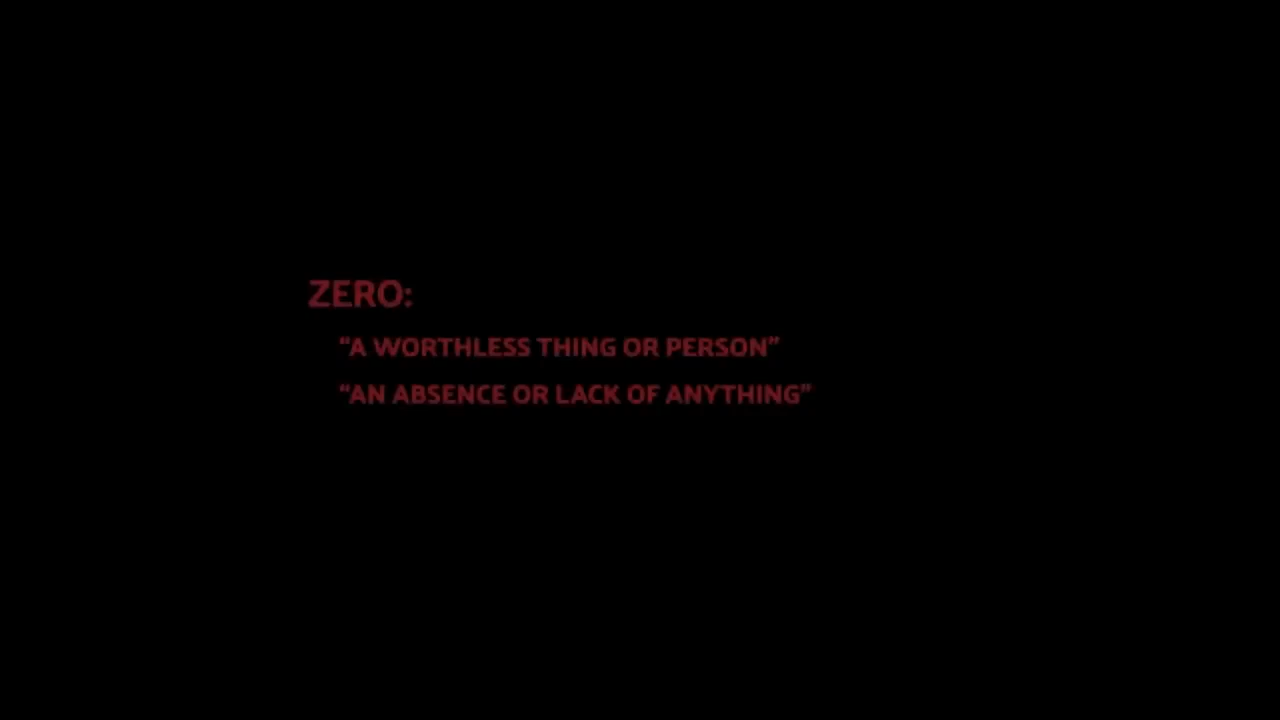 ZERO:
“A WORTHLESS THING OR PERSON”
“AN ABSENCE OR LACK OF ANYTHING”